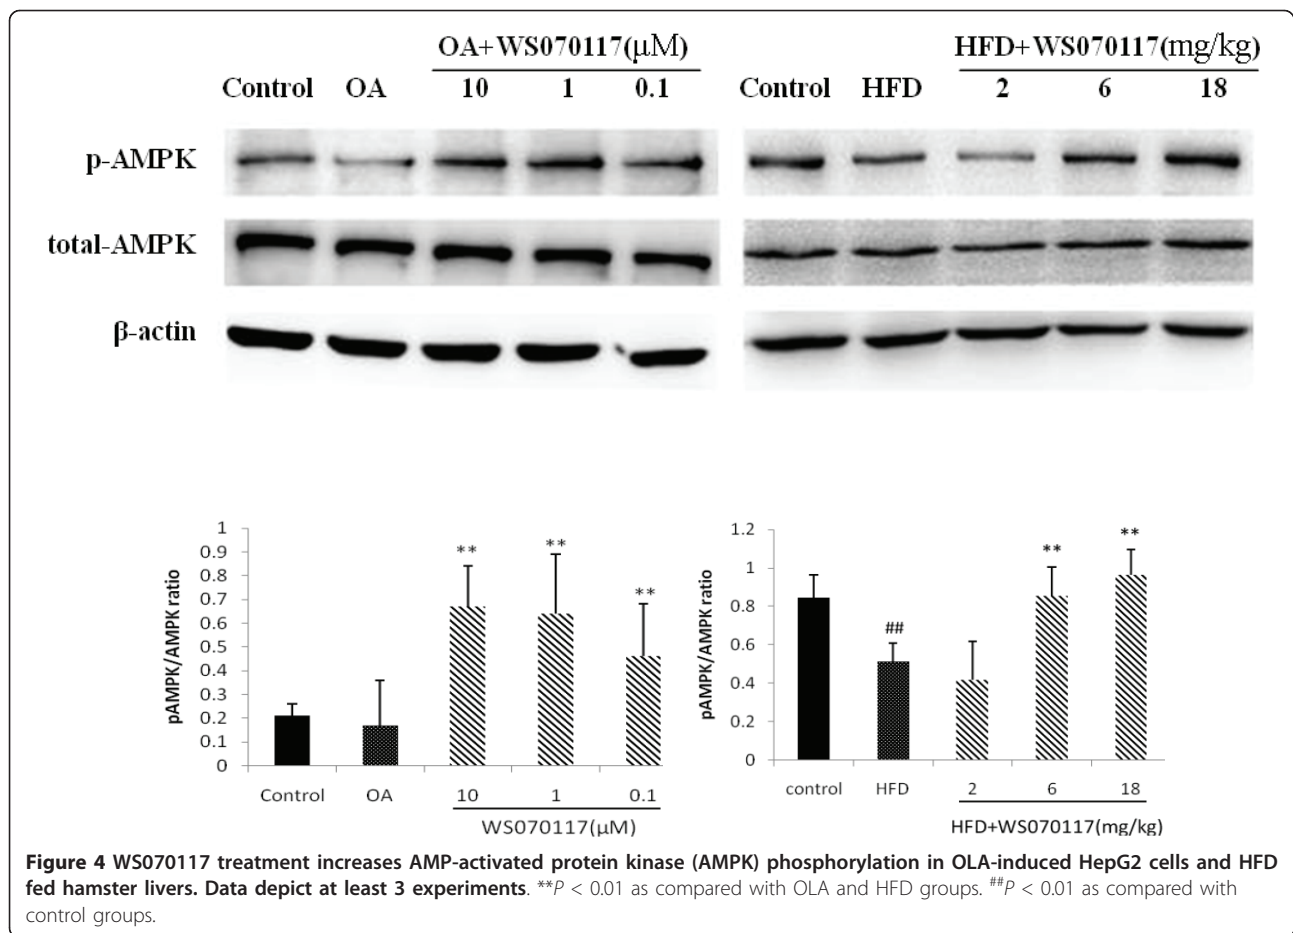 OA+WS070117(μM) HFD+WS070117(mg/kg)
Control OA 10 1 0.1 Control HFD 2 6 18
p-AMPK
total-AMPK
β-actin
pAMPK/AMPK ratio
1
0.9
0.8
0.7
0.6
0.5
0.4
0.3
0.2
0.1
0
** ** **
Control OA 10 1 0.1
WS070117(μM)
pAMPK/AMPK ratio
1.2
1
0.8
0.6
0.4
0.2
0
## ** **
control HFD 2 6 18
HFD+WS070117(mg/kg)
Figure 4 WS070117 treatment increases AMP-activated protein kinase (AMPK) phosphorylation in OLA-induced HepG2 cells and HFD
fed hamster livers. Data depict at least 3 experiments. **P < 0.01 as compared with OLA and HFD groups. ##P < 0.01 as compared with
control groups.